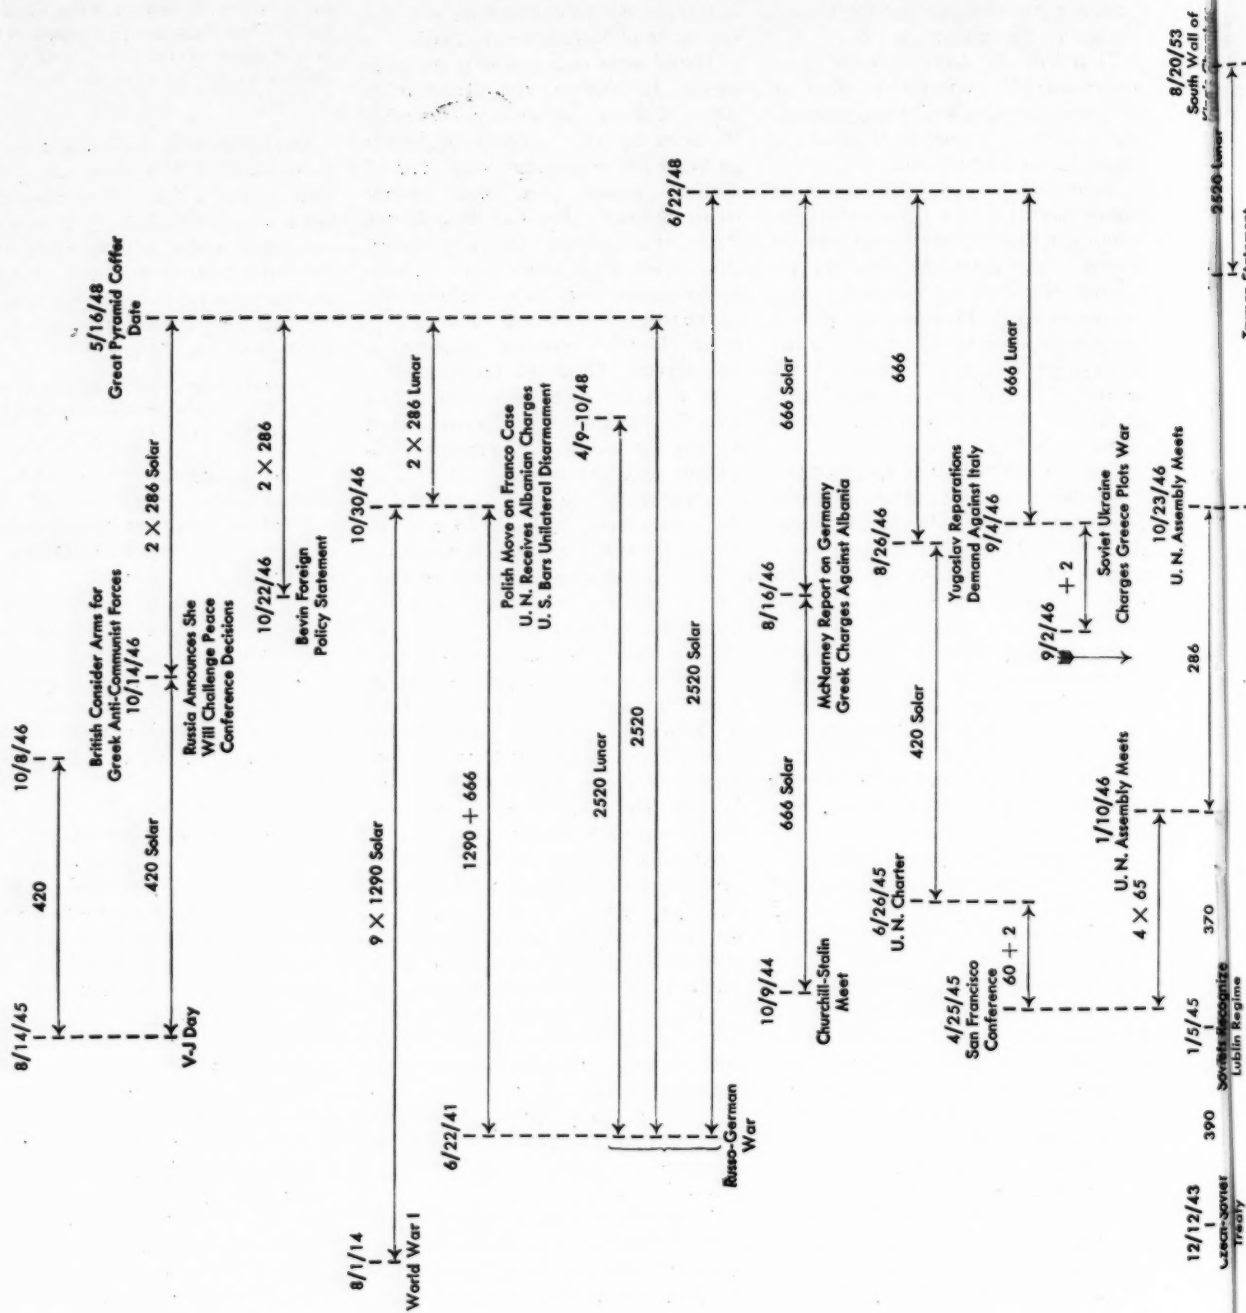 8/14/45
420
10/8/46
V-J Day
420 Solar
British Consider Arms for
Greek Anti-Communist Forces
10/14/46
Russia Announces She
Will Challenge Peace
Conference Decisions
2 × 286 Solar
5/16/48
Great Pyramid Coffer
Date
10/22/46
Bevin Foreign
Policy Statement
2 × 286
8/1/14
World War I
9 × 1290 Solar
10/30/46
2 × 286 Lunar
6/22/41
1290 + 666
Polish Move on Franco Case
U. N. Receives Albanian Charges
U. S. Bars Unilateral Disarmament
2520 Lunar
4/9–10/48
2520
2520 Solar
6/22/48
Russo-German
War
10/9/44
Churchill-Stalin
Meet
666 Solar
8/16/46
McNarney Report on Germany
Greek Charges Against Albania
666 Solar
6/26/45
U. N. Charter
420 Solar
8/26/46
Yugoslav Reparations
Demand Against Italy
666
4/25/45
San Francisco
Conference
60 + 2
9/4/46
666 Lunar
9/2/46
+ 2
Soviet Ukraine
Charges Greece Plots War
4 × 65
1/10/46
U. N. Assembly Meets
286
10/23/46
U. N. Assembly Meets
12/12/43
Czech-Soviet
Treaty
390
1/5/45
Soviets Recognize
Lublin Regime
370
2520 Lunar
8/20/53
South Wall of